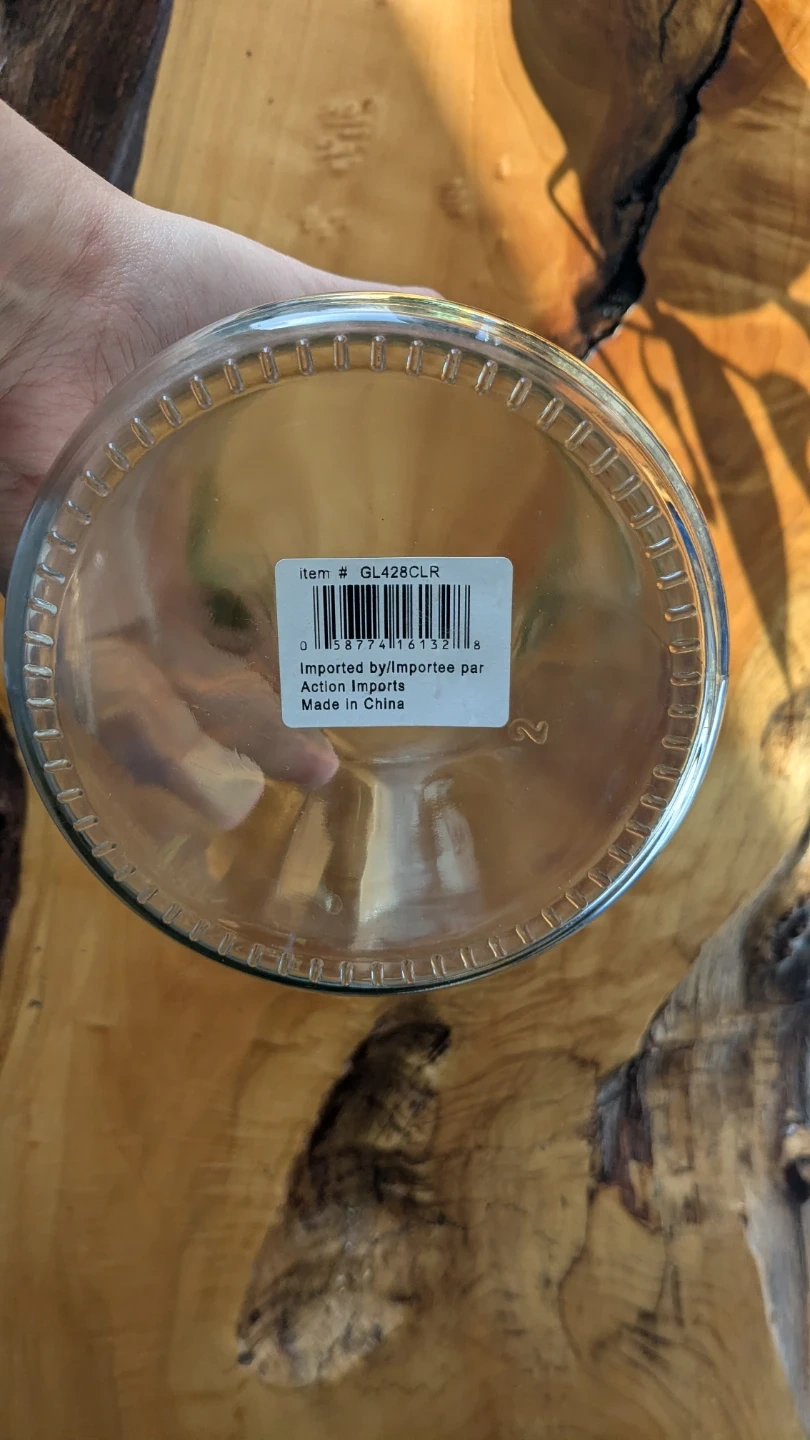 item # GL428CLR
0 58774 16132 8
Imported by/Importee par
Action Imports
Made in China
2